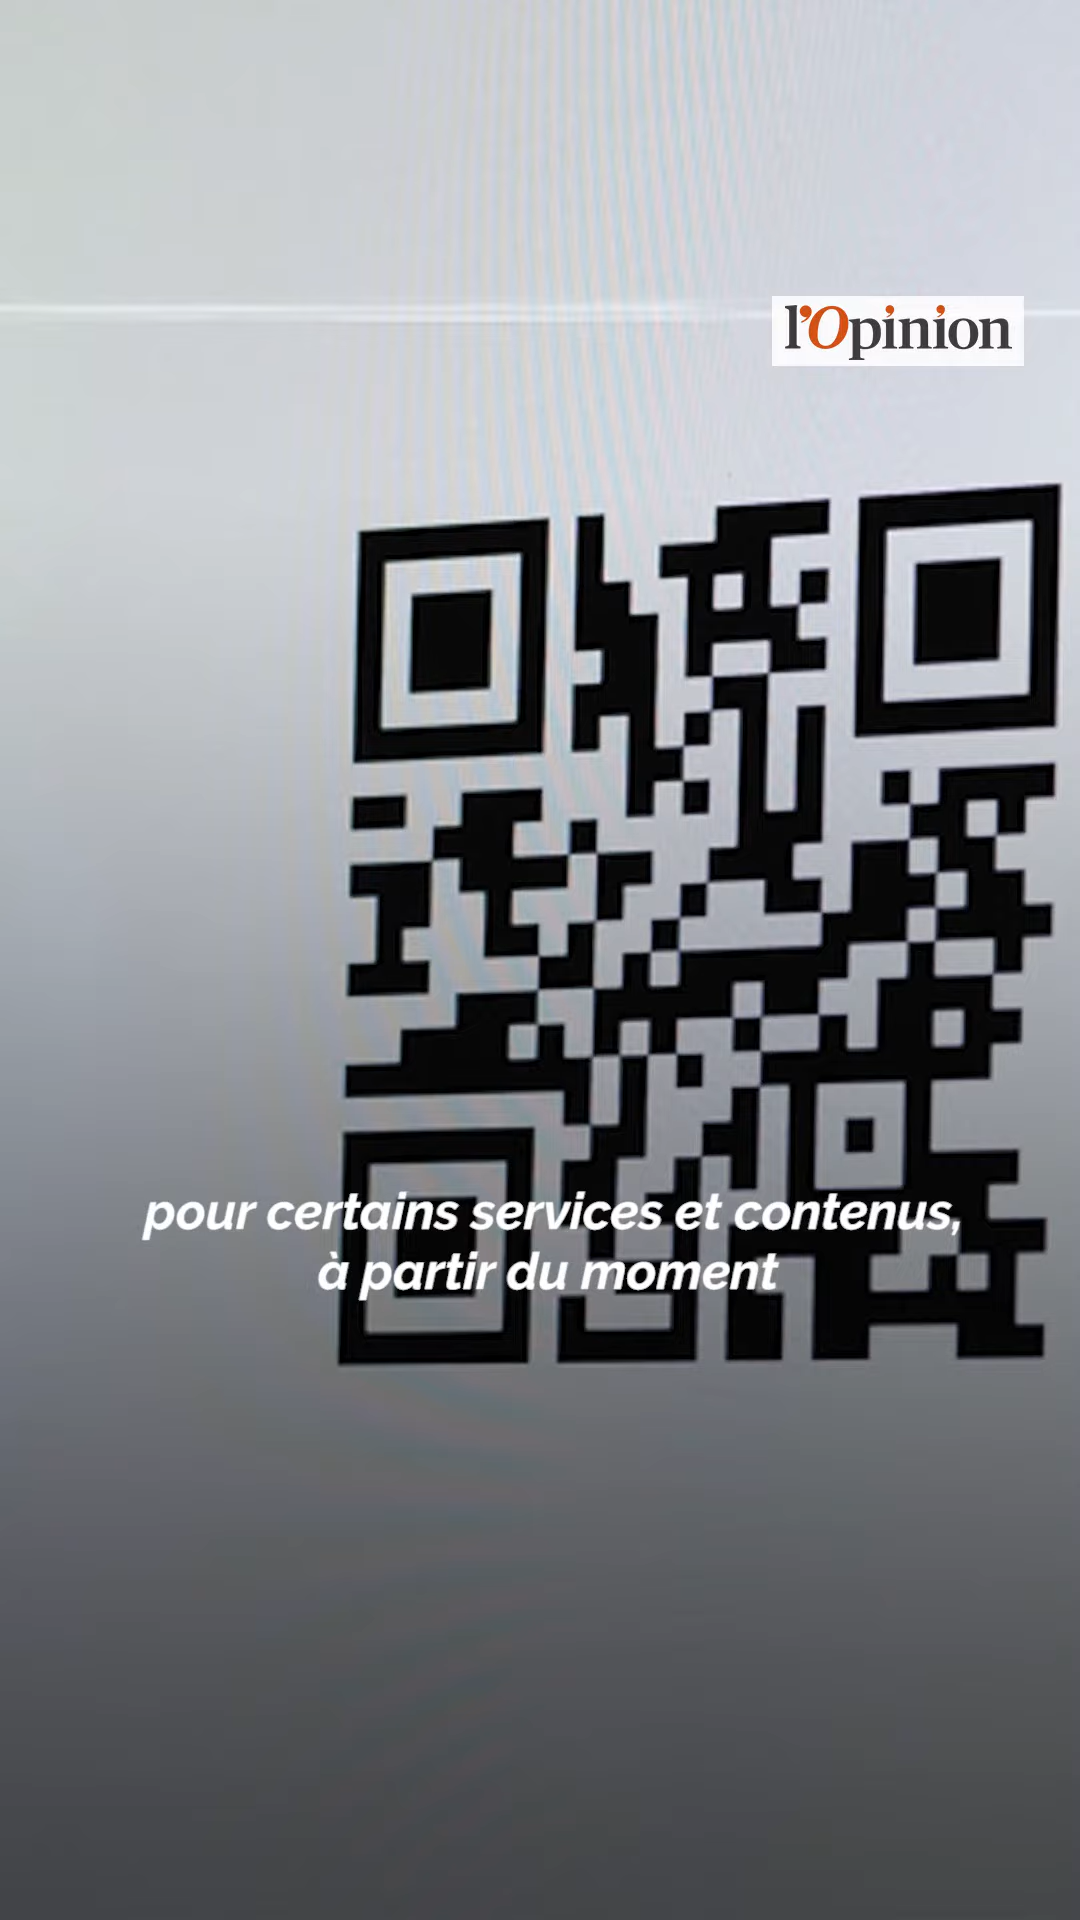 l'Opinion
pour certains services et contenus,
à partir du moment